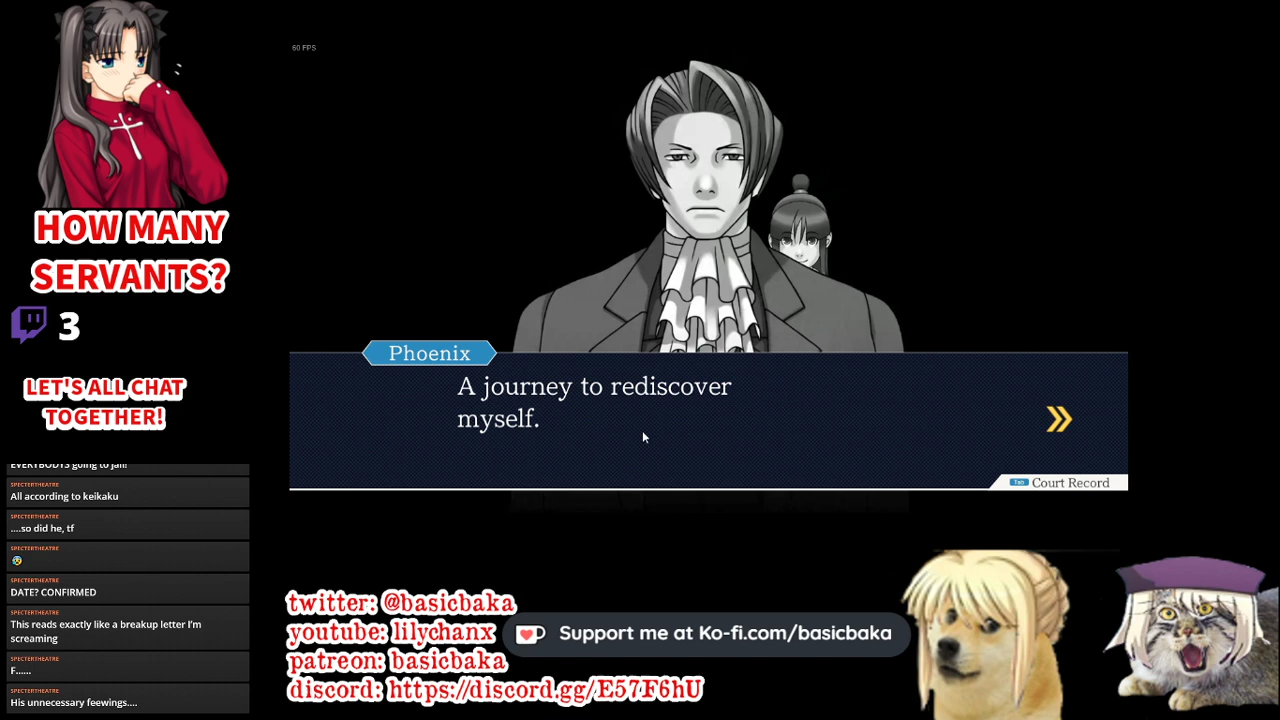 60 FPS
HOW MANY
SERVANTS?
3
LET'S ALL CHAT
TOGETHER!
EVERYBODYS going to jail!
SPECTERTHEATRE
All according to keikaku
SPECTERTHEATRE
....so did he, tf
SPECTERTHEATRE
SPECTERTHEATRE
DATE? CONFIRMED
SPECTERTHEATRE
This reads exactly like a breakup letter I'm
screaming
SPECTERTHEATRE
F......
SPECTERTHEATRE
His unnecessary feewings....
Phoenix
A journey to rediscover
myself.
Tab Court Record
twitter: @basicbaka
youtube: lilychanx
patreon: basicbaka
discord: https://discord.gg/E57F6hU
Support me at Ko-fi.com/basicbaka